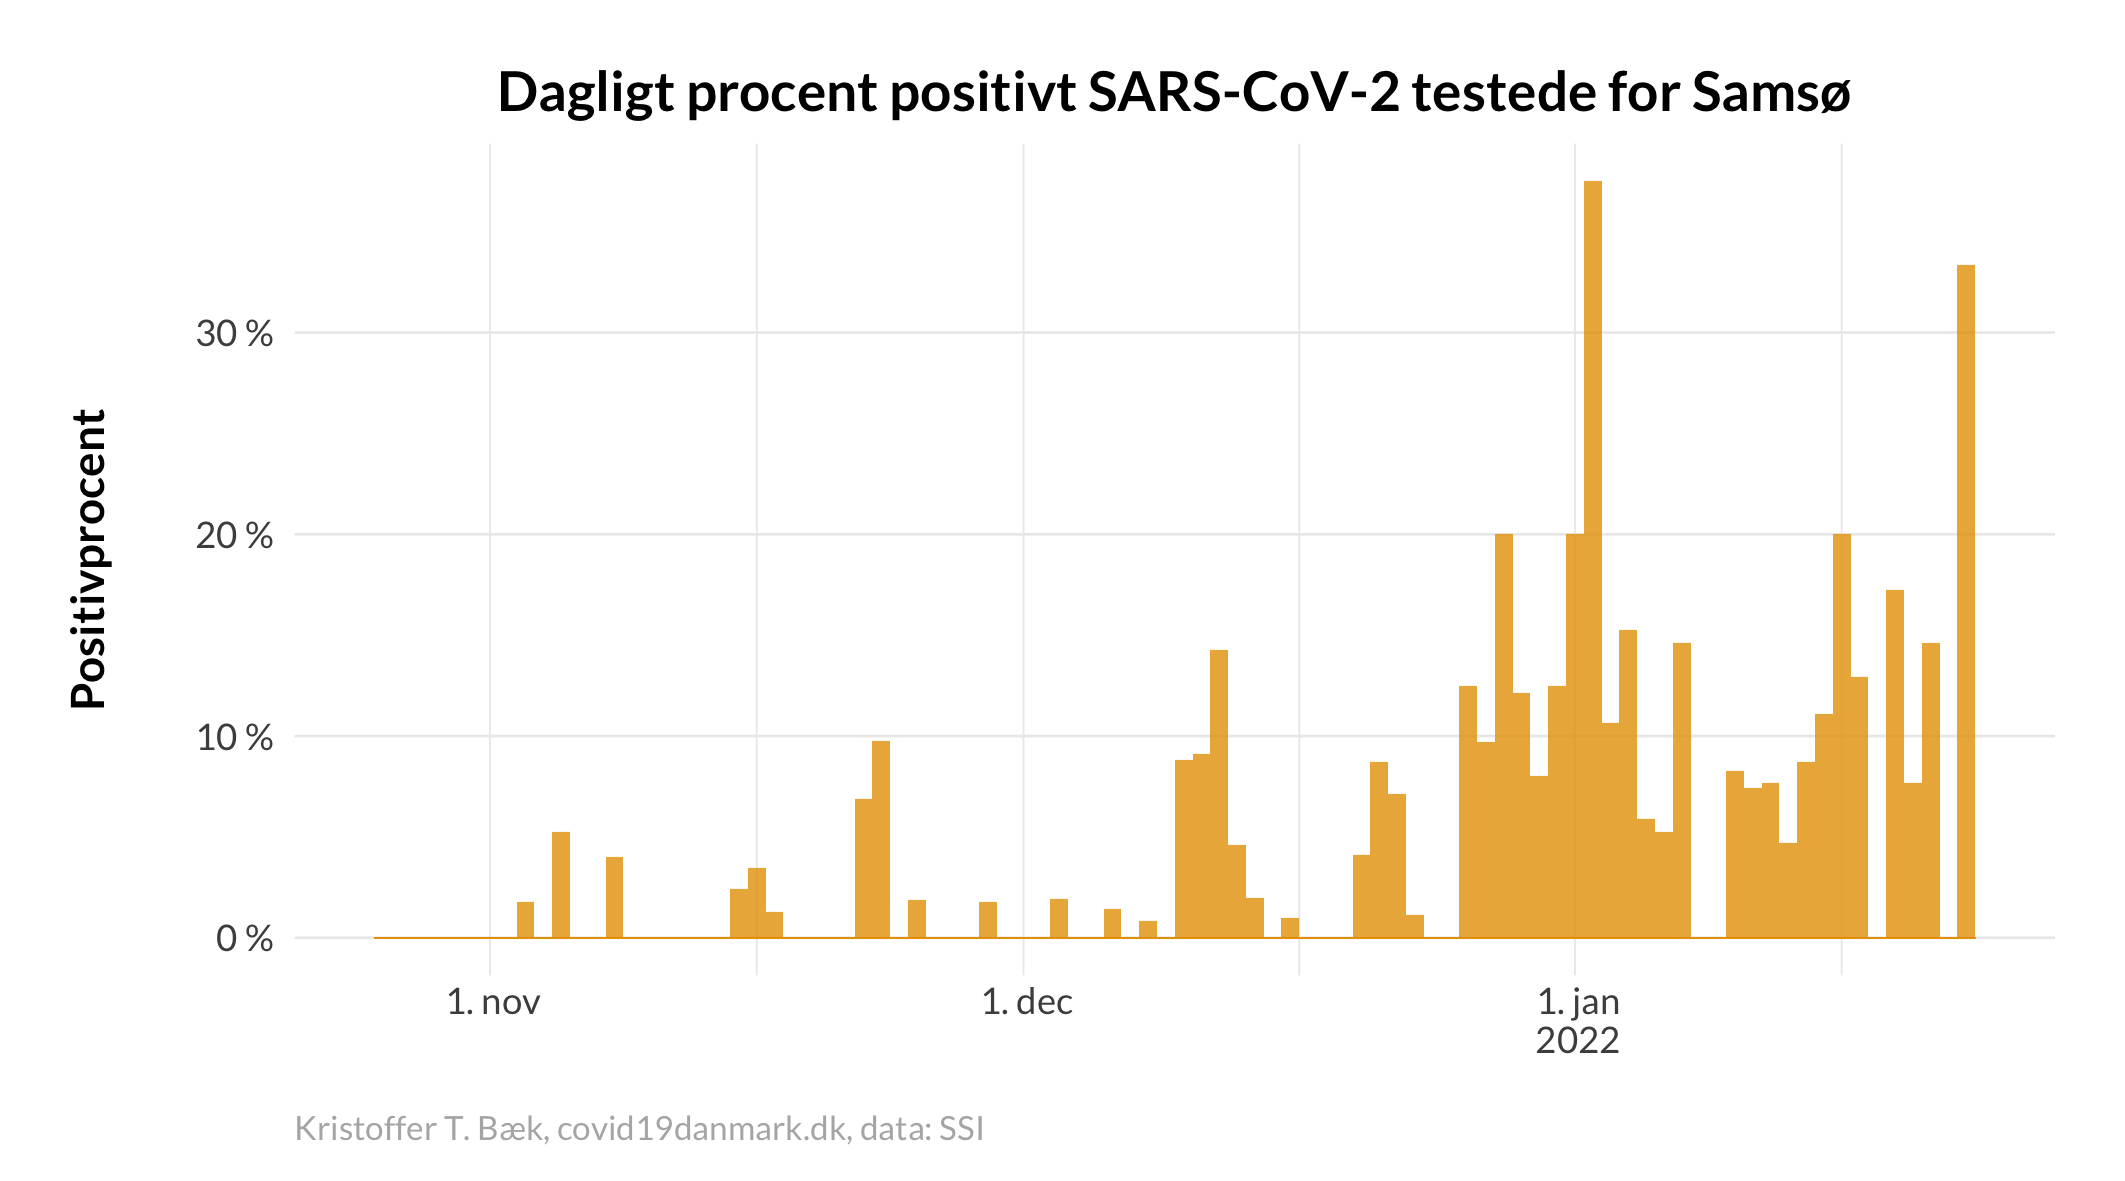 Dagligt procent positivt SARS-CoV-2 testede for Samsø
Positivprocent
30 %
20 %
10 %
0 %
1. nov
1. dec
1. jan
2022
Kristoffer T. Bæk, covid19danmark.dk, data: SSI